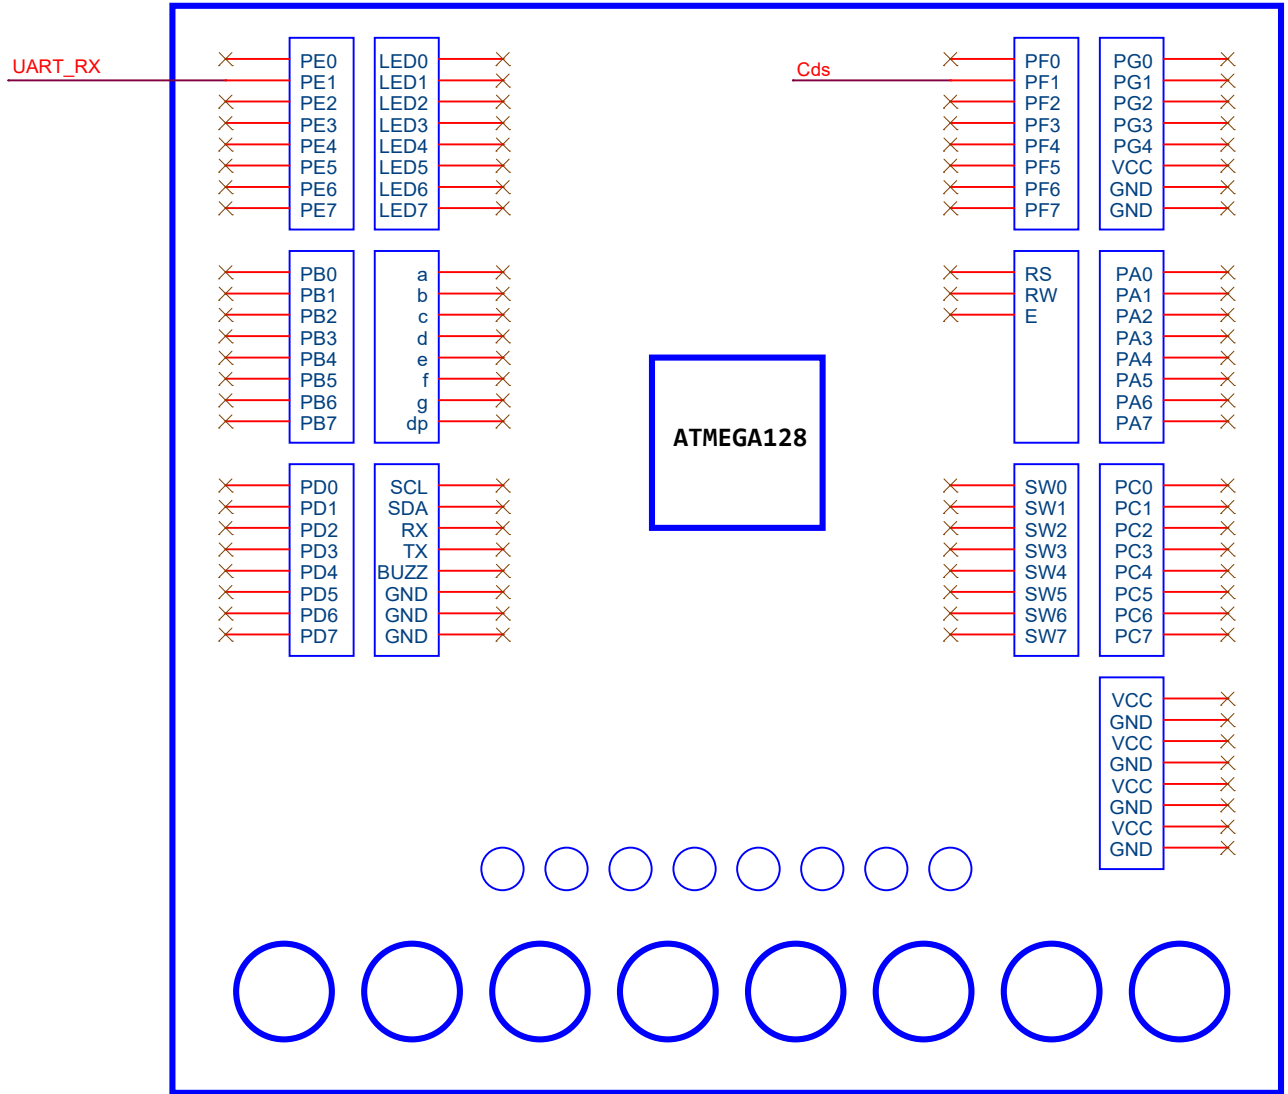 UART_RX
PE0
PE1
PE2
PE3
PE4
PE5
PE6
PE7
LED0
LED1
LED2
LED3
LED4
LED5
LED6
LED7
Cds
PF0
PF1
PF2
PF3
PF4
PF5
PF6
PF7
PG0
PG1
PG2
PG3
PG4
VCC
GND
GND
PB0
PB1
PB2
PB3
PB4
PB5
PB6
PB7
a
b
c
d
e
f
g
dp
RS
RW
E
PA0
PA1
PA2
PA3
PA4
PA5
PA6
PA7
ATMEGA128
PD0
PD1
PD2
PD3
PD4
PD5
PD6
PD7
SCL
SDA
RX
TX
BUZZ
GND
GND
GND
SW0
SW1
SW2
SW3
SW4
SW5
SW6
SW7
PC0
PC1
PC2
PC3
PC4
PC5
PC6
PC7
VCC
GND
VCC
GND
VCC
GND
VCC
GND